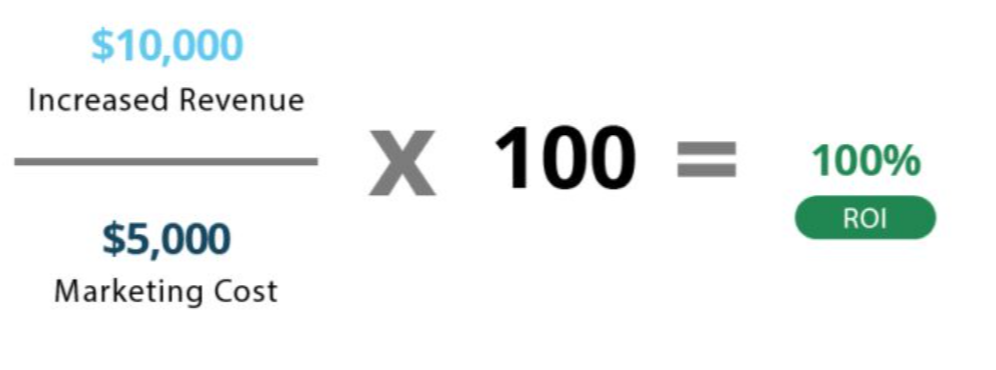 $10,000
Increased Revenue
$5,000
Marketing Cost
X 100 =
100%
ROI